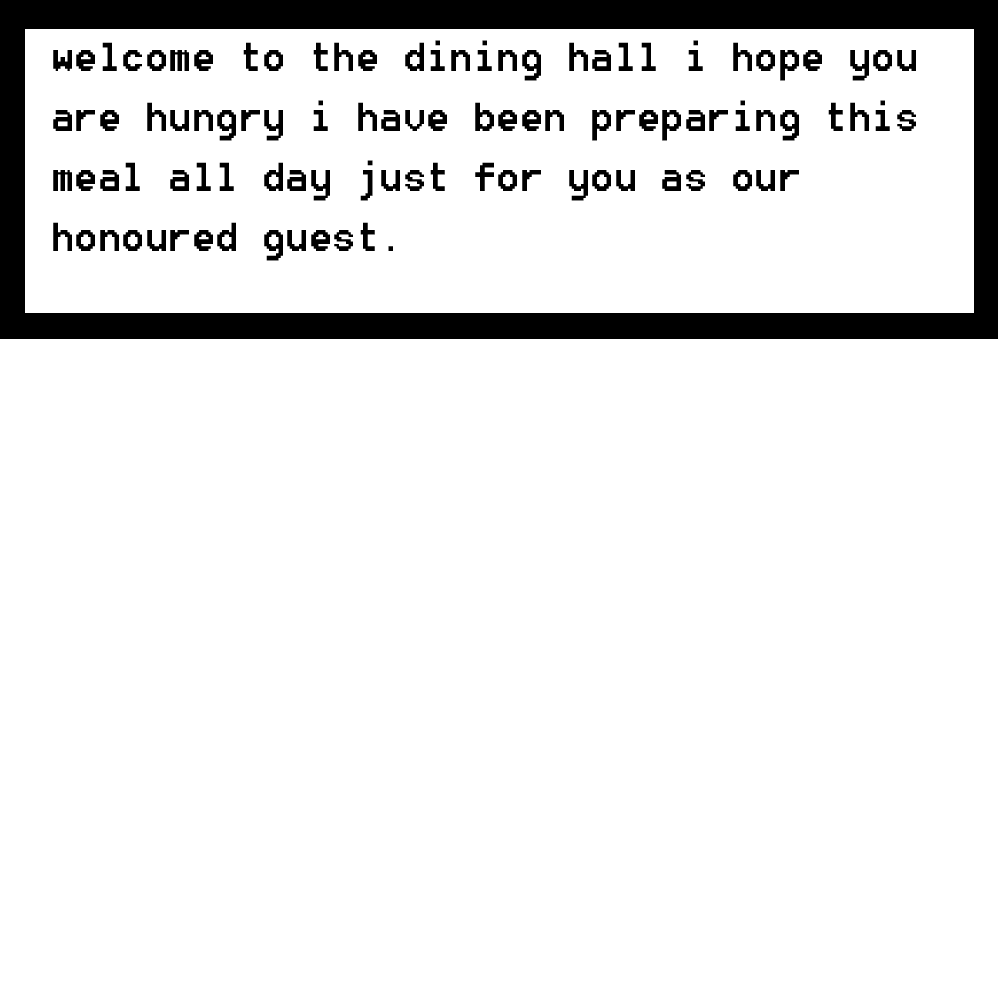 welcome to the dining hall i hope you
are hungry i have been preparing this
meal all day just for you as our
honoured guest.